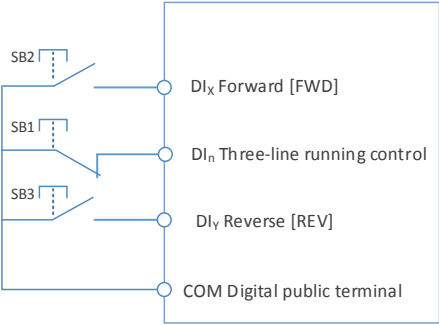 SB2
DIX Forward [FWD]
SB1
DIn Three-line running control
SB3
DIY Reverse [REV]
COM Digital public terminal